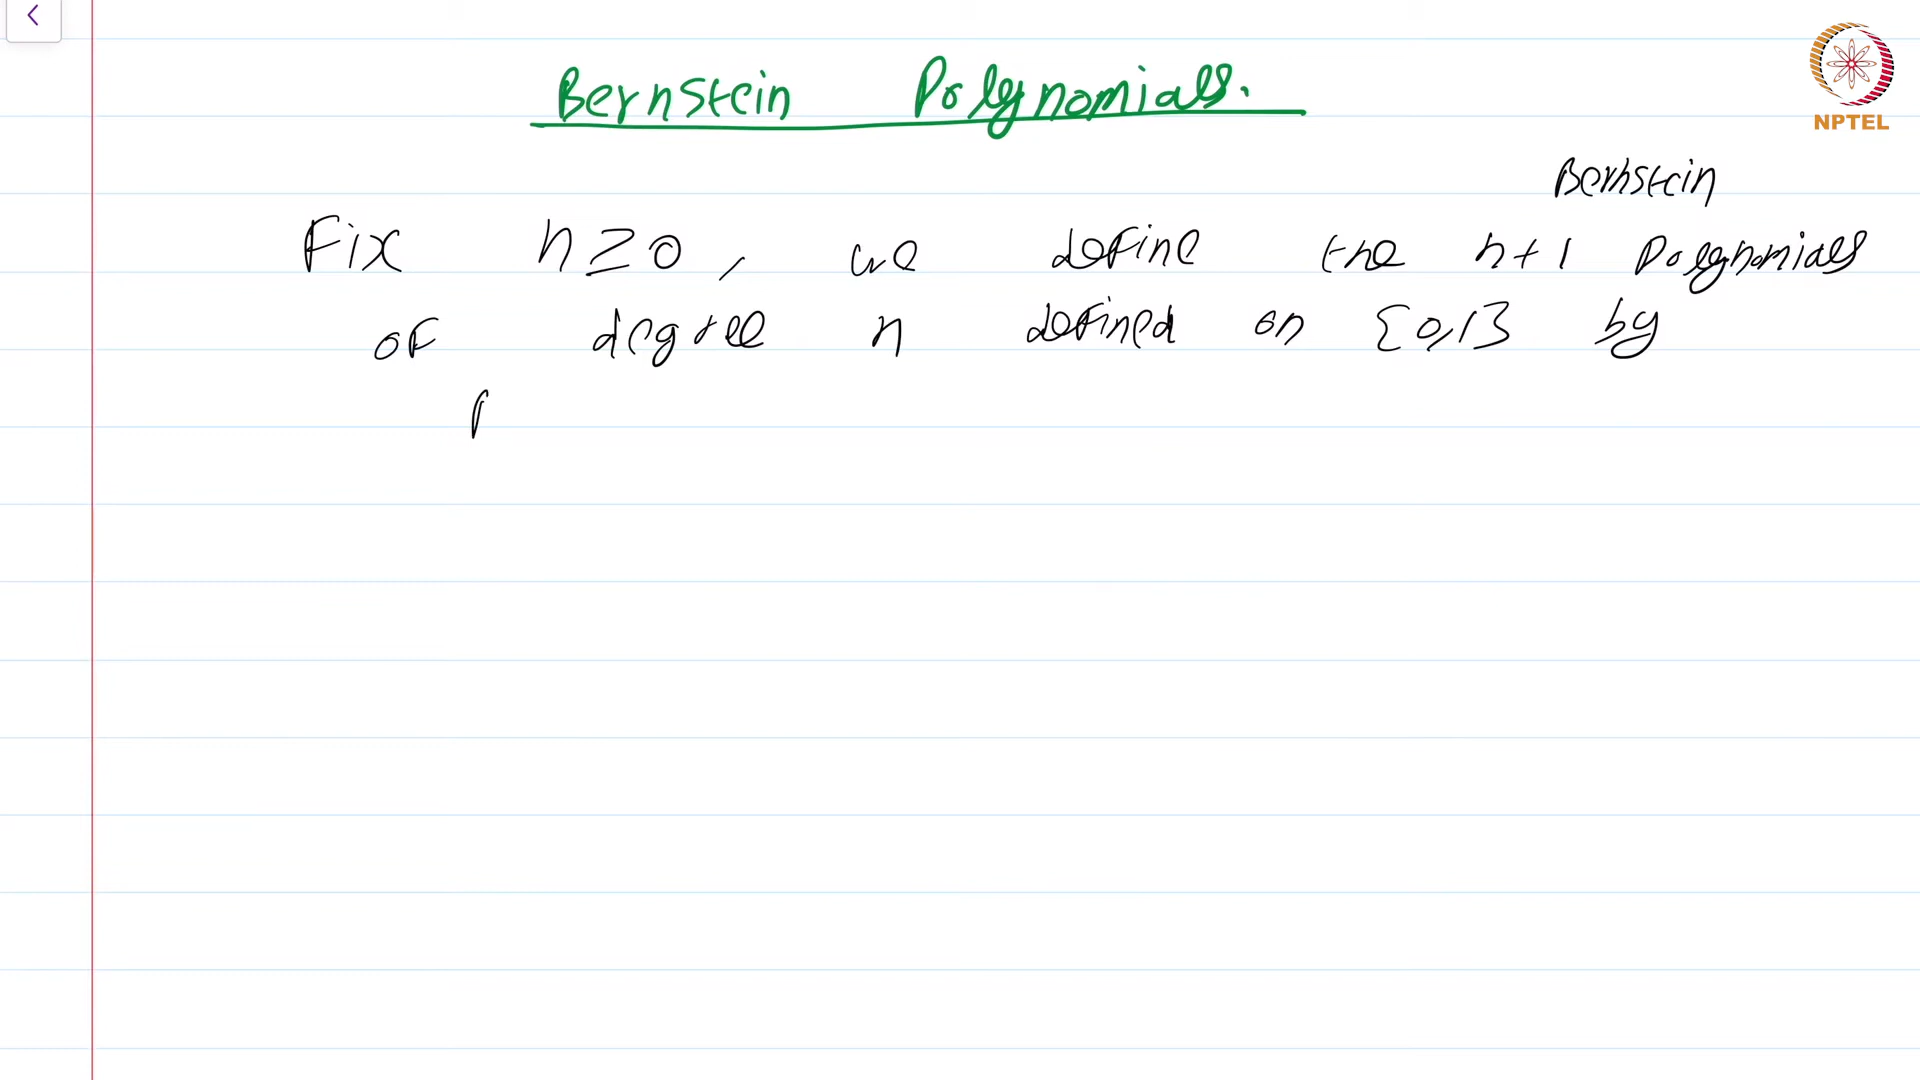 Bernstein Polynomials.
NPTEL
Bernstein
Fix n ≥ 0, we define the n+1 Polynomials
of degree n defined on {0,1} by